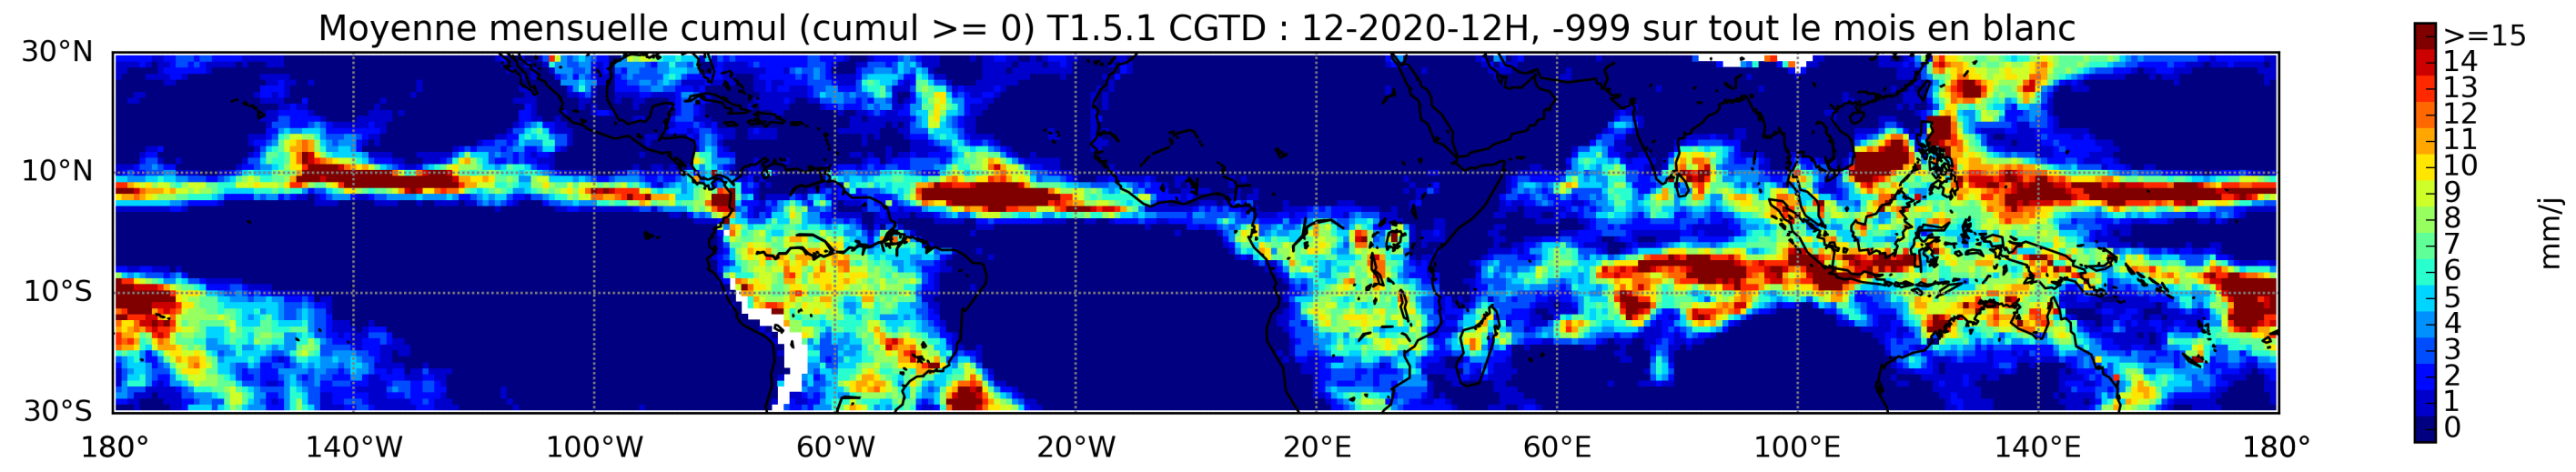 Moyenne mensuelle cumul (cumul >= 0) T1.5.1 CGTD : 12-2020-12H, -999 sur tout le mois en blanc
30°N
10°N
10°S
30°S
180°
140°W
100°W
60°W
20°W
20°E
60°E
100°E
140°E
180°
>=15
14
13
12
11
10
9
8
7
6
5
4
3
2
1
0
mm/j